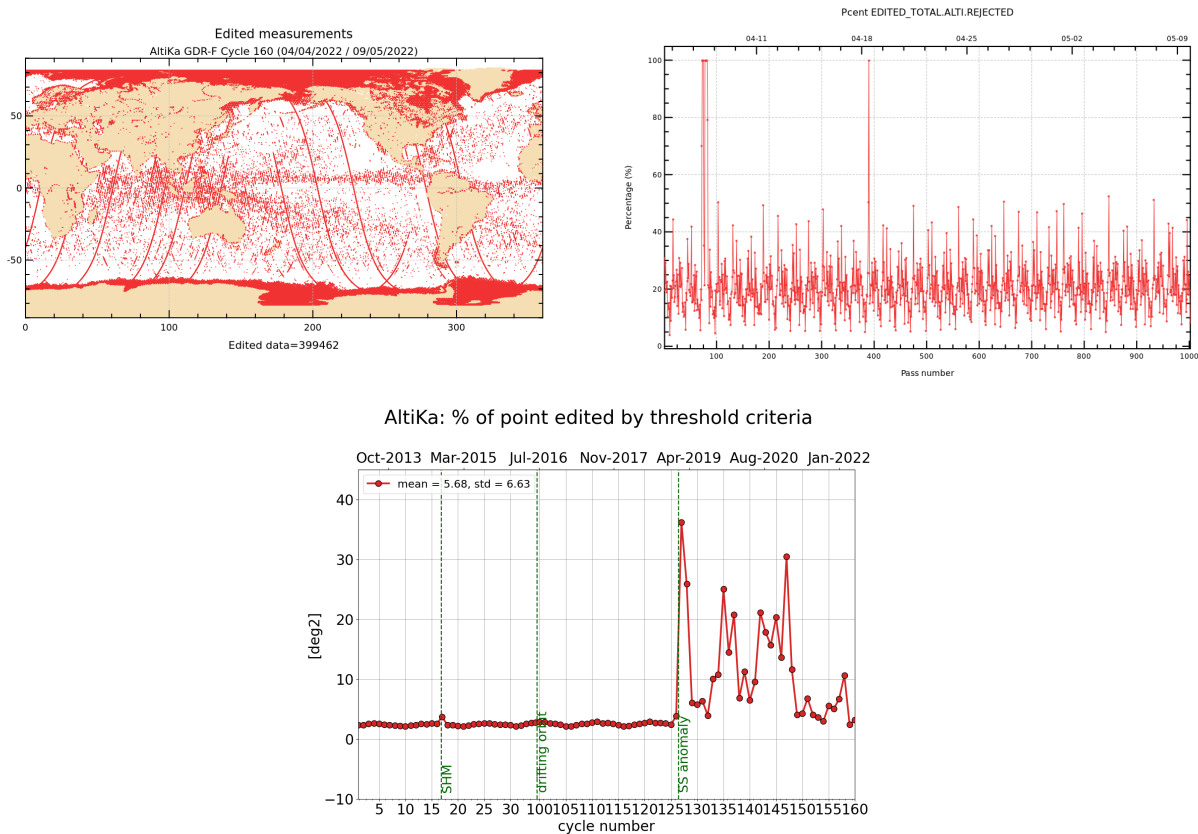 Edited measurements
AltiKa GDR-F Cycle 160 (04/04/2022 / 09/05/2022)
50
0
-50
0 100 200 300
Edited data=399462
Pcent EDITED_TOTAL.ALTI.REJECTED
04-11 04-18 04-25 05-02 05-09
Percentage (%)
100
80
60
40
20
0
100 200 300 400 500 600 700 800 900 1000
Pass number
AltiKa: % of point edited by threshold criteria
Oct-2013 Mar-2015 Jul-2016 Nov-2017 Apr-2019 Aug-2020 Jan-2022
mean = 5.68, std = 6.63
[deg2]
40
30
20
10
0
−10
SHM
drifting orbit
SS anomaly
5 10 15 20 25 30 100 105 110 115 120 125 130 135 140 145 150 155 160
cycle number